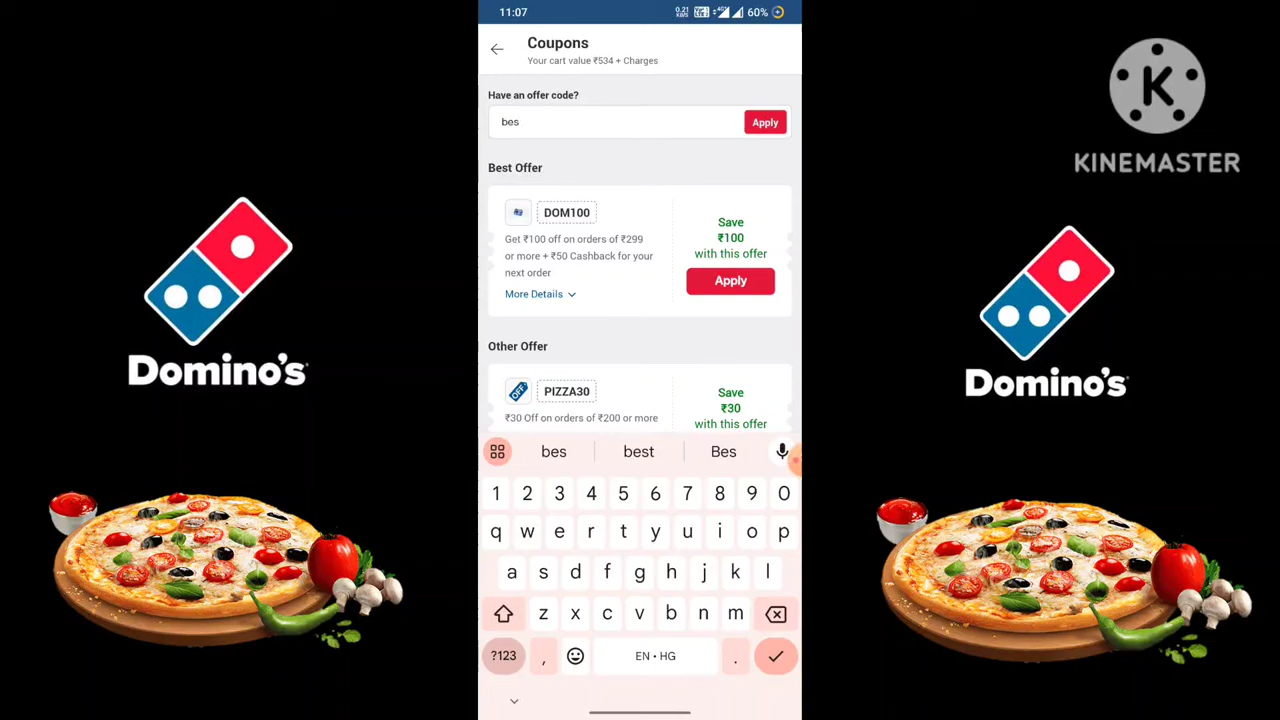 11:07
60%
Coupons
Your cart value ₹534 + Charges
Have an offer code?
bes
Apply
Best Offer
DOM100
Get ₹100 off on orders of ₹299
or more + ₹50 Cashback for your
next order
More Details
Save
₹100
with this offer
Apply
Other Offer
OFF
PIZZA30
₹30 Off on orders of ₹200 or more
Save
₹30
with this offer
bes best Bes
1 2 3 4 5 6 7 8 9 0
q w e r t y u i o p
a s d f g h j k l
z x c v b n m
?123 , EN • HG .
Domino's
K
KINEMASTER
Domino's